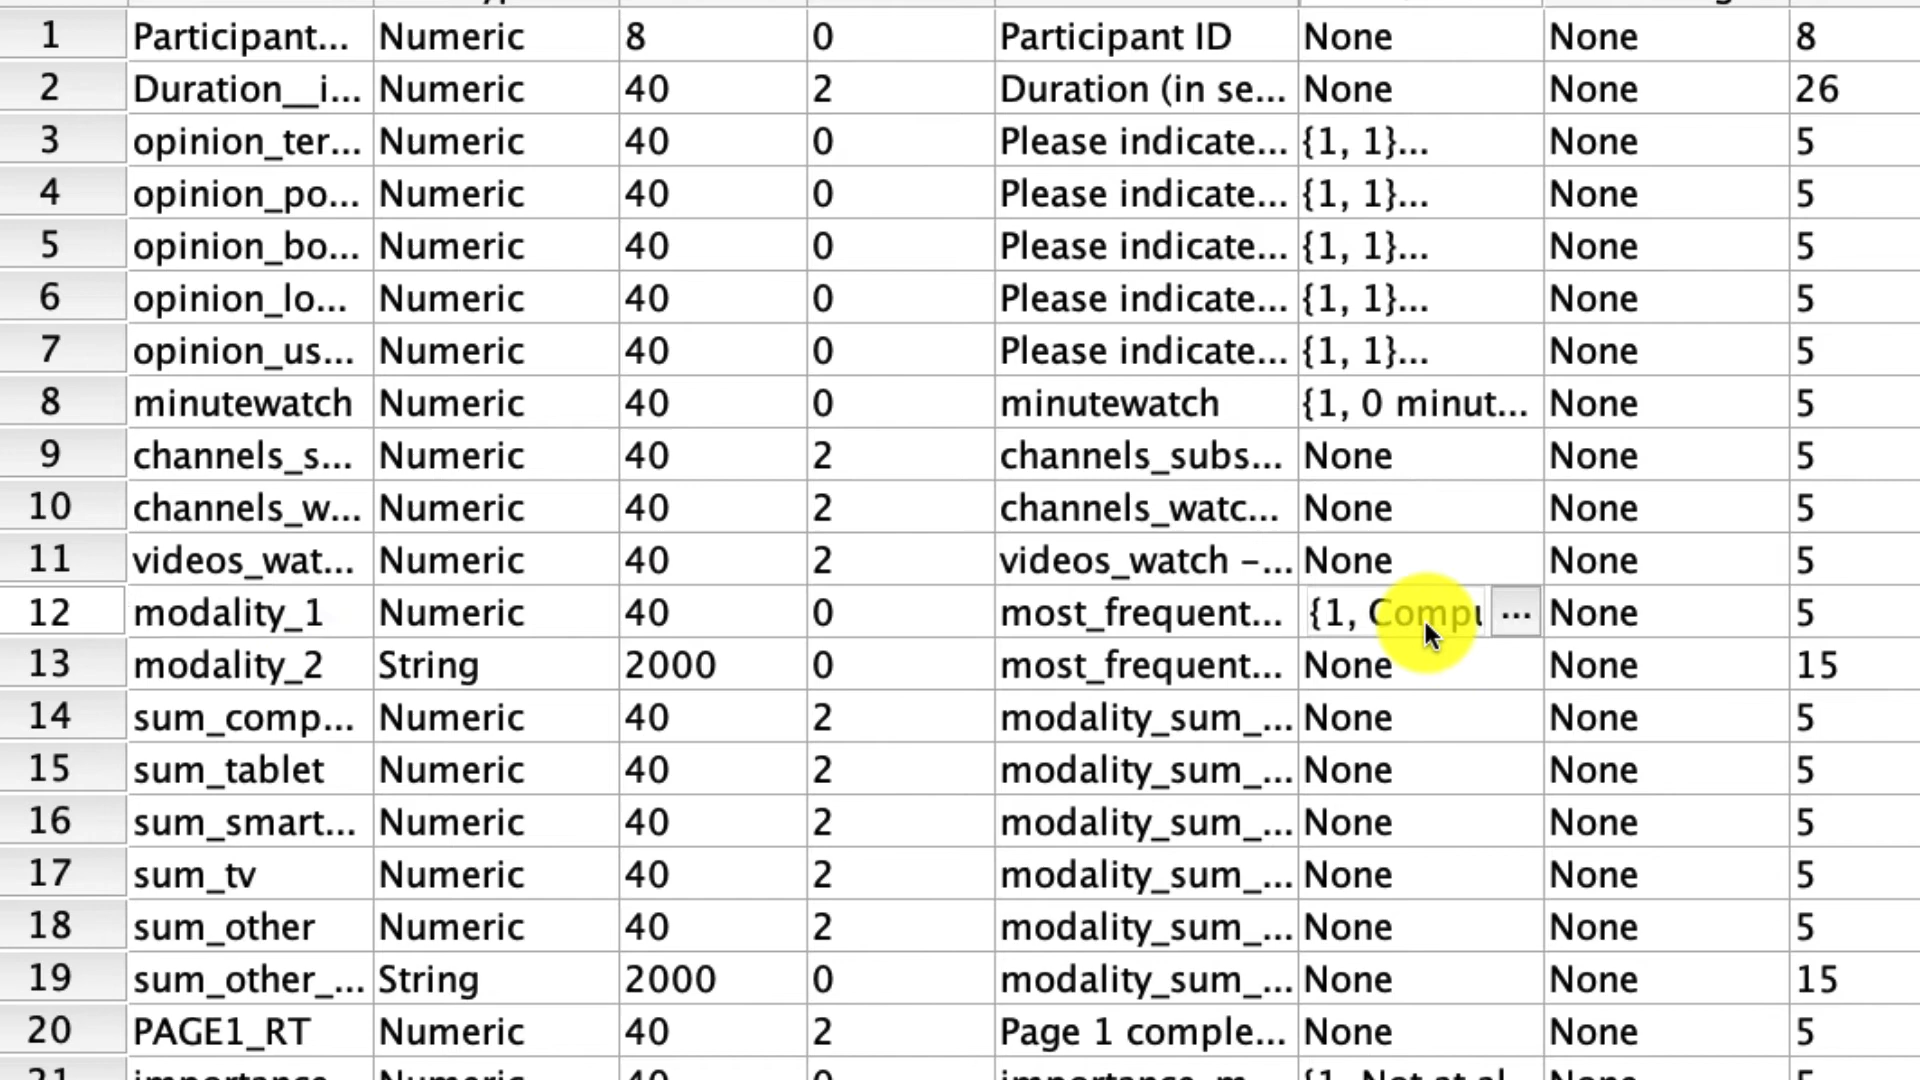 1 Participant... Numeric 8 0 Participant ID None None 8
2 Duration__i... Numeric 40 2 Duration (in se... None None 26
3 opinion_ter... Numeric 40 0 Please indicate... {1, 1}... None 5
4 opinion_po... Numeric 40 0 Please indicate... {1, 1}... None 5
5 opinion_bo... Numeric 40 0 Please indicate... {1, 1}... None 5
6 opinion_lo... Numeric 40 0 Please indicate... {1, 1}... None 5
7 opinion_us... Numeric 40 0 Please indicate... {1, 1}... None 5
8 minutewatch Numeric 40 0 minutewatch {1, 0 minut... None 5
9 channels_s... Numeric 40 2 channels_subs... None None 5
10 channels_w... Numeric 40 2 channels_watc... None None 5
11 videos_wat... Numeric 40 2 videos_watch –... None None 5
12 modality_1 Numeric 40 0 most_frequent... {1, Compu ... None 5
13 modality_2 String 2000 0 most_frequent... None None 15
14 sum_comp... Numeric 40 2 modality_sum_... None None 5
15 sum_tablet Numeric 40 2 modality_sum_... None None 5
16 sum_smart... Numeric 40 2 modality_sum_... None None 5
17 sum_tv Numeric 40 2 modality_sum_... None None 5
18 sum_other Numeric 40 2 modality_sum_... None None 5
19 sum_other_... String 2000 0 modality_sum_... None None 15
20 PAGE1_RT Numeric 40 2 Page 1 comple... None None 5